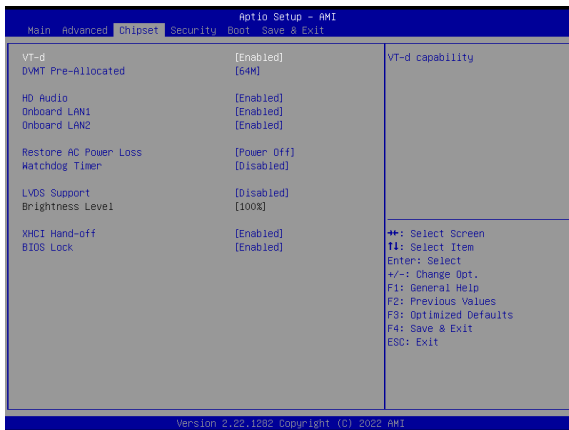 Aptio Setup - AMI
Main Advanced Chipset Security Boot Save & Exit
VT-d [Enabled]
DVMT Pre-Allocated [64M]
HD Audio [Enabled]
Onboard LAN1 [Enabled]
Onboard LAN2 [Enabled]
Restore AC Power Loss [Power Off]
Watchdog Timer [Disabled]
LVDS Support [Disabled]
Brightness Level [100%]
XHCI Hand-off [Enabled]
BIOS Lock [Enabled]
VT-d capability
→←: Select Screen
↑↓: Select Item
Enter: Select
+/-: Change Opt.
F1: General Help
F2: Previous Values
F3: Optimized Defaults
F4: Save & Exit
ESC: Exit
Version 2.22.1282 Copyright (C) 2022 AMI